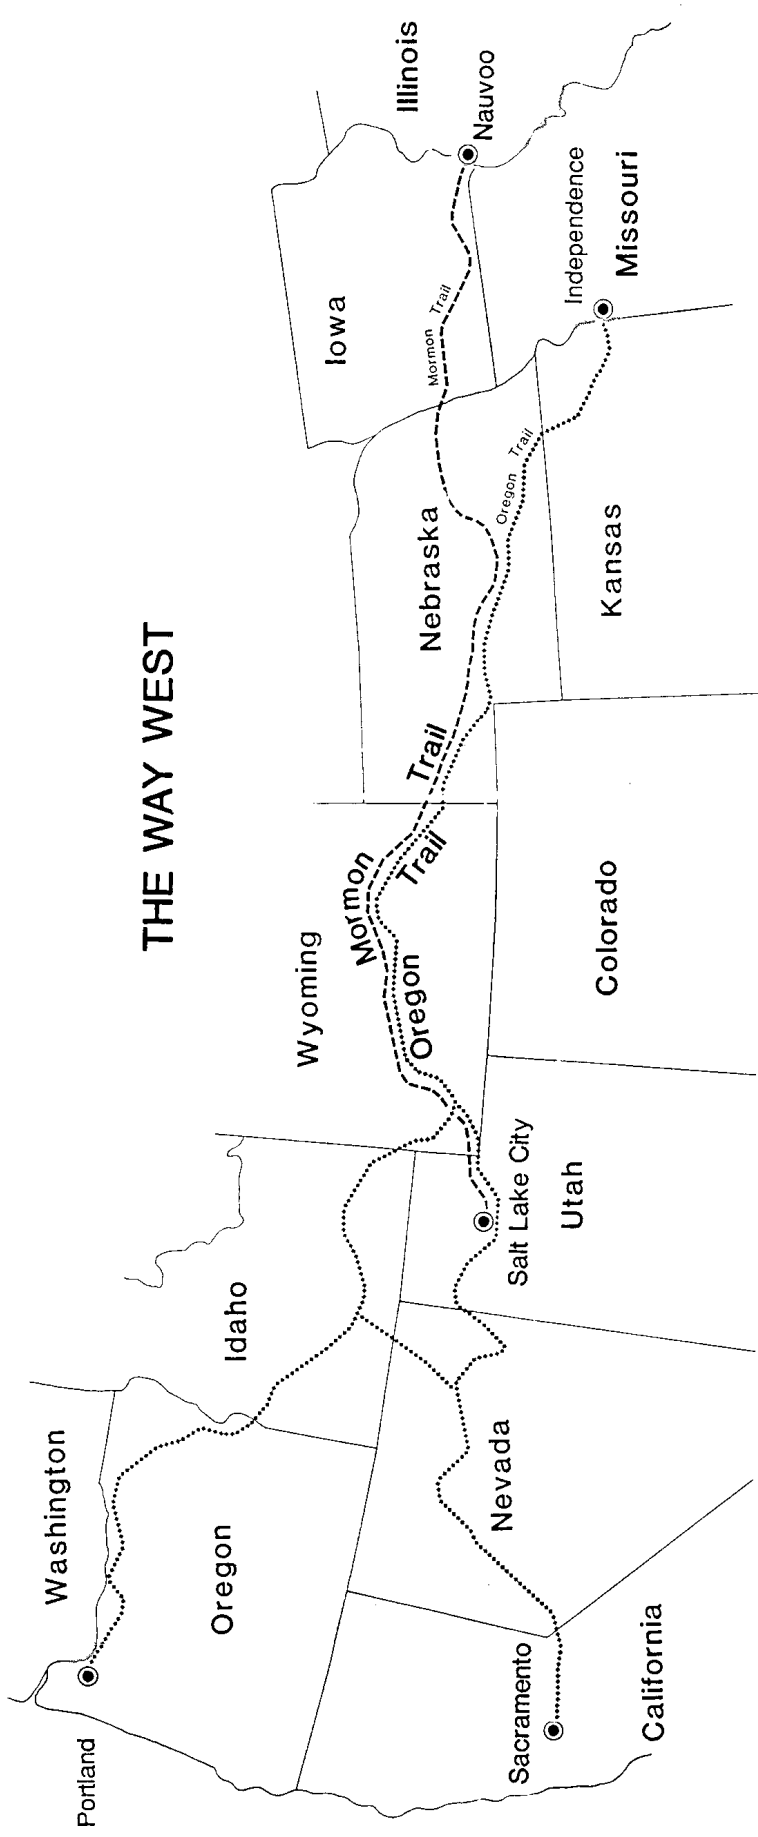 THE WAY WEST
Washington
Portland
Oregon
Idaho
Wyoming
Mormon
Trail
Oregon
Trail
Nebraska
Iowa
Illinois
Nauvoo
Mormon Trail
Oregon Trail
Independence
Missouri
Kansas
Colorado
Salt Lake City
Utah
Nevada
Sacramento
California